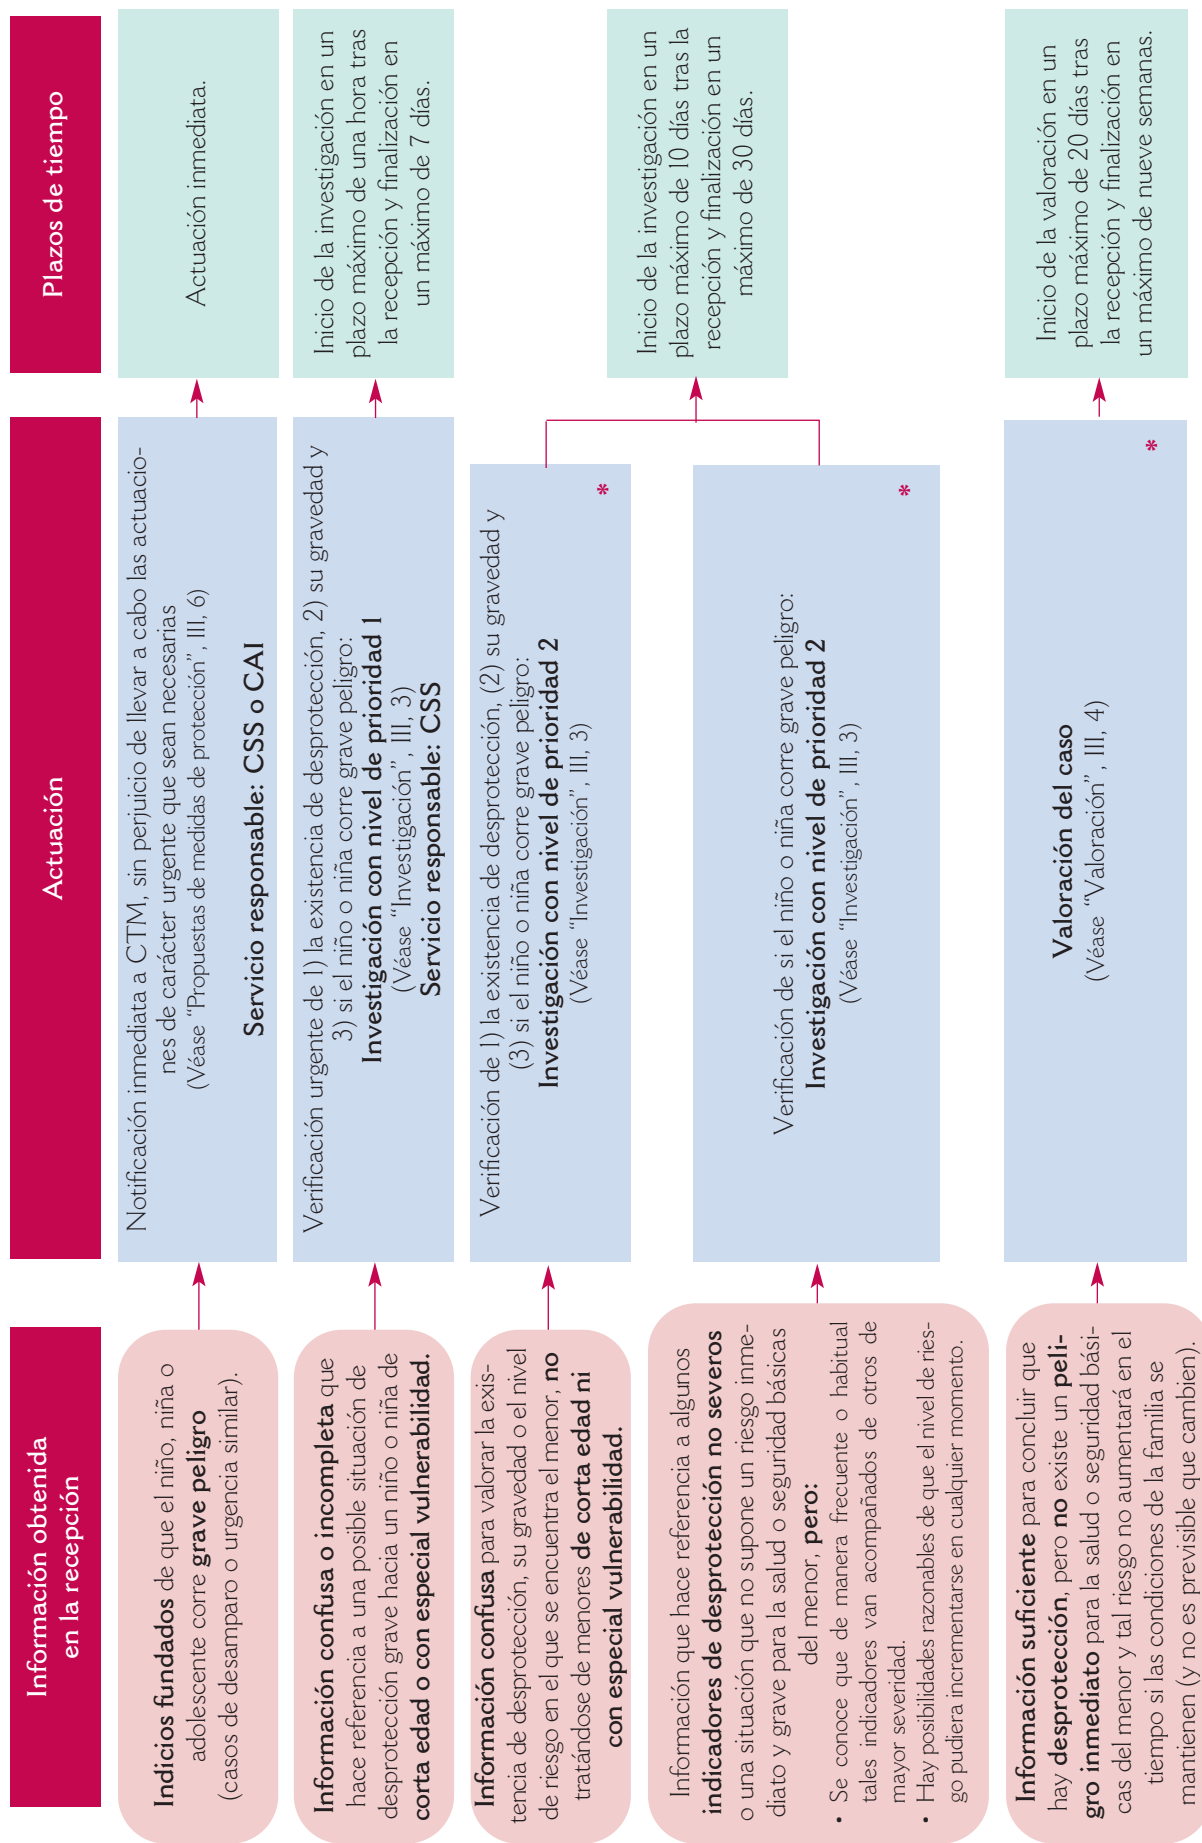 Información obtenida
en la recepción
Actuación
Plazos de tiempo
Indicios fundados de que el niño, niña o
adolescente corre grave peligro
(casos de desamparo o urgencia similar).
Notificación inmediata a CTM, sin perjuicio de llevar a cabo las actuacio-
nes de carácter urgente que sean necesarias
(Véase “Propuestas de medidas de protección”, III, 6)
Servicio responsable: CSS o CAI
Actuación inmediata.
Información confusa o incompleta que
hace referencia a una posible situación de
desprotección grave hacia un niño o niña de
corta edad o con especial vulnerabilidad.
Verificación urgente de 1) la existencia de desprotección, 2) su gravedad y
3) si el niño o niña corre grave peligro:
Investigación con nivel de prioridad 1
(Véase “Investigación”, III, 3)
Servicio responsable: CSS
Inicio de la investigación en un
plazo máximo de una hora tras
la recepción y finalización en
un máximo de 7 días.
Información confusa para valorar la exis-
tencia de desprotección, su gravedad o el nivel
de riesgo en el que se encuentra el menor, no
tratándose de menores de corta edad ni
con especial vulnerabilidad.
Verificación de 1) la existencia de desprotección, (2) su gravedad y
(3) si el niño o niña corre grave peligro:
Investigación con nivel de prioridad 2
(Véase “Investigación”, III, 3)
*
Inicio de la investigación en un
plazo máximo de 10 días tras la
recepción y finalización en un
máximo de 30 días.
Información que hace referencia a algunos
indicadores de desprotección no severos
o una situación que no supone un riesgo inme-
diato y grave para la salud o seguridad básicas
del menor, pero:
• Se conoce que de manera frecuente o habitual
tales indicadores van acompañados de otros de
mayor severidad.
• Hay posibilidades razonables de que el nivel de ries-
go pudiera incrementarse en cualquier momento.
Verificación de si el niño o niña corre grave peligro:
Investigación con nivel de prioridad 2
(Véase “Investigación”, III, 3)
*
Información suficiente para concluir que
hay desprotección, pero no existe un peli-
gro inmediato para la salud o seguridad bási-
cas del menor y tal riesgo no aumentará en el
tiempo si las condiciones de la familia se
mantienen (y no es previsible que cambien).
Valoración del caso
(Véase “Valoración”, III, 4)
*
Inicio de la valoración en un
plazo máximo de 20 días tras
la recepción y finalización en
un máximo de nueve semanas.